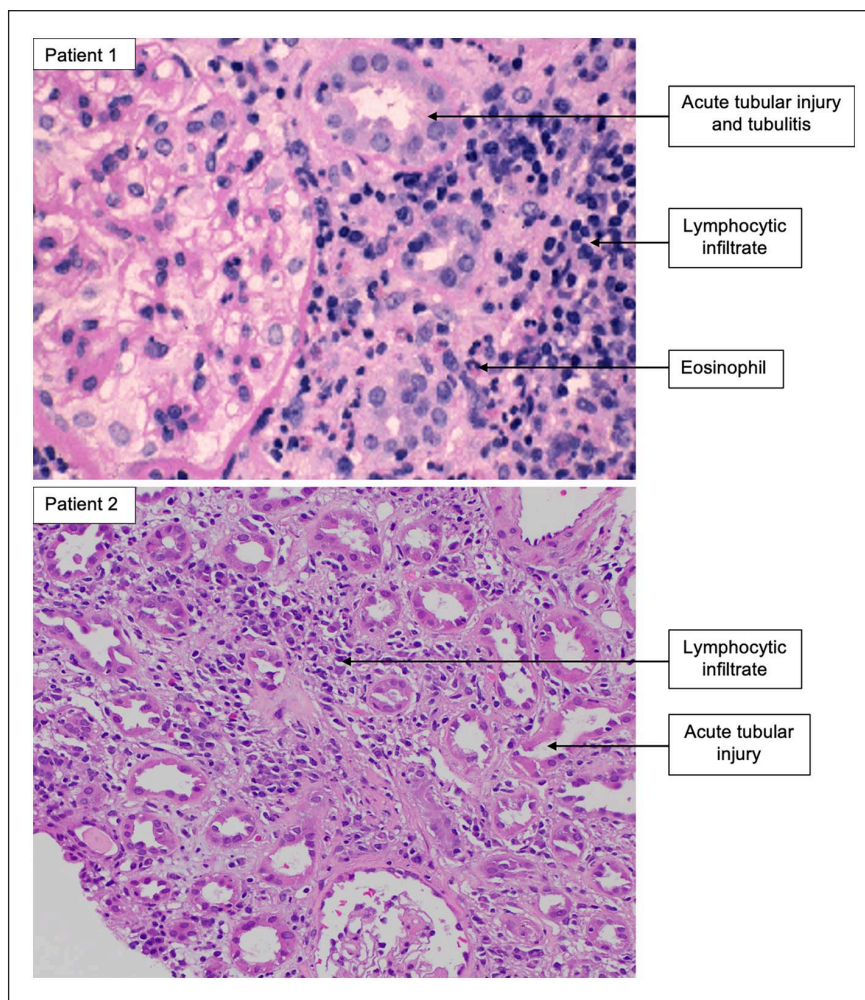 Patient 1
Acute tubular injury
and tubulitis
Lymphocytic
infiltrate
Eosinophil
Patient 2
Lymphocytic
infiltrate
Acute tubular
injury